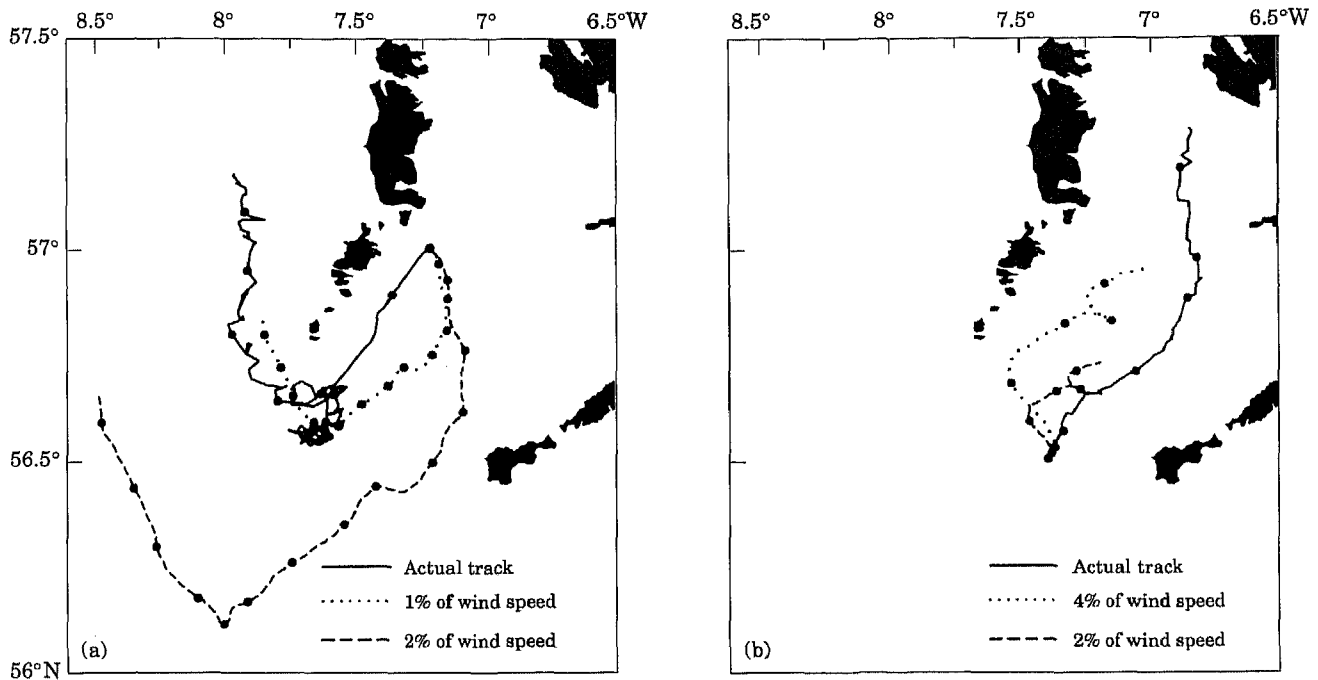 8.5° 8° 7.5° 7° 6.5°W
57.5°
57°
56.5°
56°N
Actual track
1% of wind speed
2% of wind speed
(a)
8.5° 8° 7.5° 7° 6.5°W
Actual track
4% of wind speed
2% of wind speed
(b)